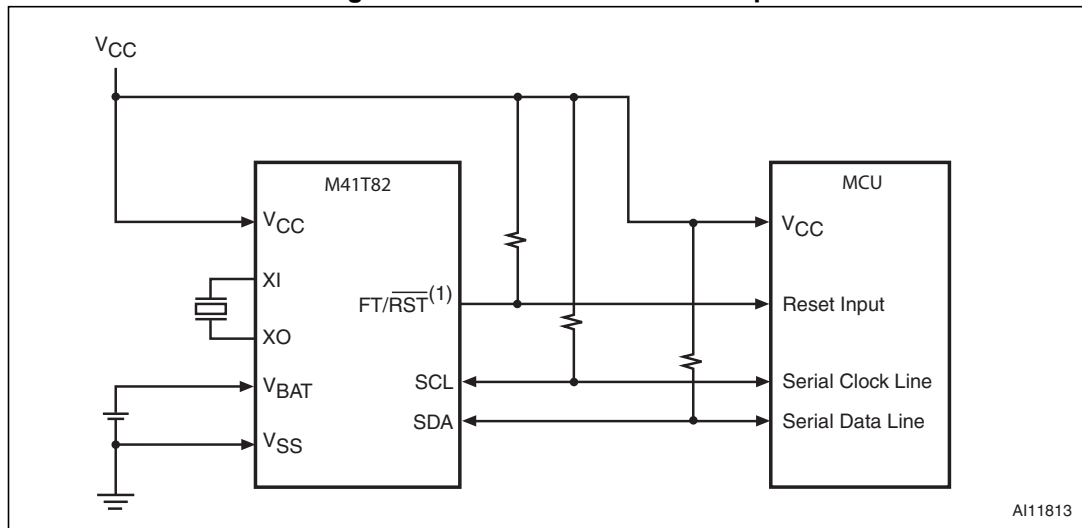 VCC
M41T82
MCU
VCC
VCC
XI
FT/RST(1)
Reset Input
XO
VBAT
SCL
Serial Clock Line
SDA
Serial Data Line
VSS
AI11813